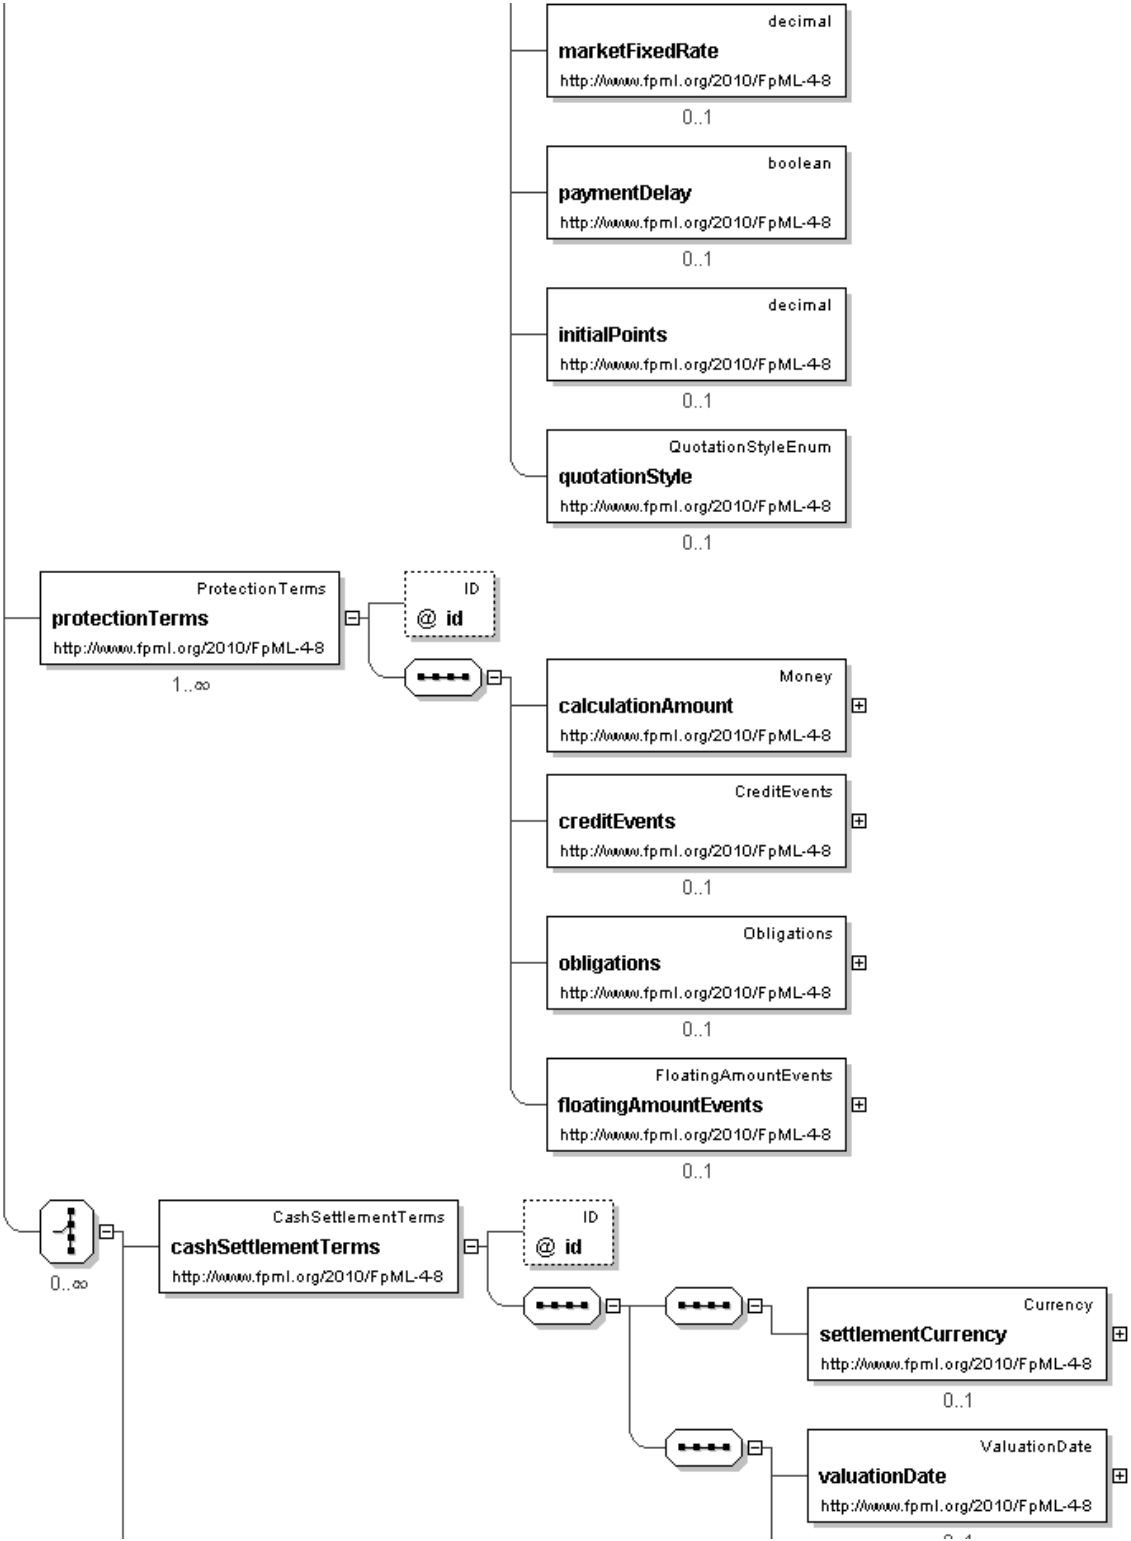 decimal
marketFixedRate
http://www.fpml.org/2010/FpML-4-8
0..1
boolean
paymentDelay
http://www.fpml.org/2010/FpML-4-8
0..1
decimal
initialPoints
http://www.fpml.org/2010/FpML-4-8
0..1
QuotationStyleEnum
quotationStyle
http://www.fpml.org/2010/FpML-4-8
0..1
ProtectionTerms
protectionTerms
http://www.fpml.org/2010/FpML-4-8
1..∞
ID
@ id
Money
calculationAmount
http://www.fpml.org/2010/FpML-4-8
CreditEvents
creditEvents
http://www.fpml.org/2010/FpML-4-8
0..1
Obligations
obligations
http://www.fpml.org/2010/FpML-4-8
0..1
FloatingAmountEvents
floatingAmountEvents
http://www.fpml.org/2010/FpML-4-8
0..1
0..∞
CashSettlementTerms
cashSettlementTerms
http://www.fpml.org/2010/FpML-4-8
ID
@ id
Currency
settlementCurrency
http://www.fpml.org/2010/FpML-4-8
0..1
ValuationDate
valuationDate
http://www.fpml.org/2010/FpML-4-8